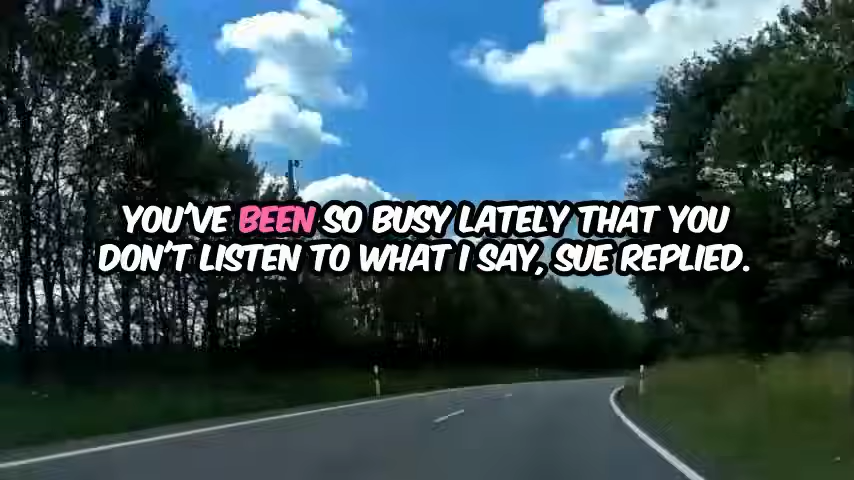 YOU'VE BEEN SO BUSY LATELY THAT YOU
DON'T LISTEN TO WHAT I SAY, SUE REPLIED.